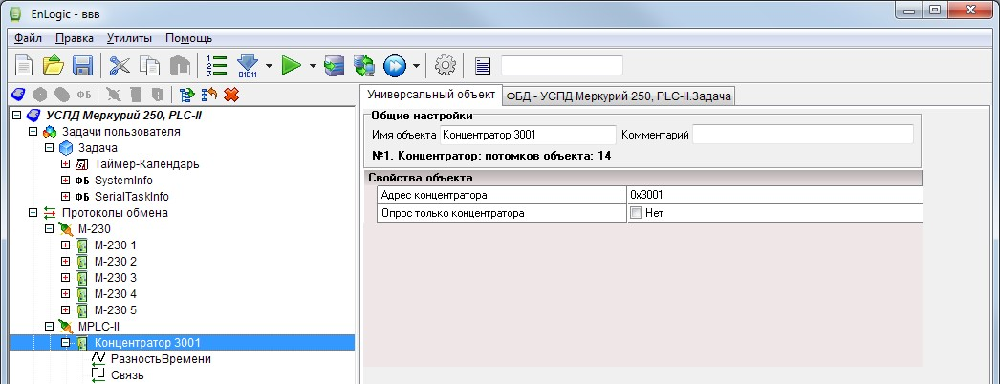 EnLogic - ввв
Файл Правка Утилиты Помощь
01011
ФБ
Универсальный объект ФБД - УСПД Меркурий 250, PLC-II.Задача
УСПД Меркурий 250, PLC-II
Задачи пользователя
Задача
Таймер-Календарь
ФБ SystemInfo
ФБ SerialTaskInfo
Протоколы обмена
М-230
М-230 1
М-230 2
М-230 3
М-230 4
М-230 5
MPLC-II
Концентратор 3001
РазностьВремени
Связь
Общие настройки
Имя объекта Концентратор 3001 Комментарий
№1. Концентратор; потомков объекта: 14
Свойства объекта
Адрес концентратора 0x3001
Опрос только концентратора Нет